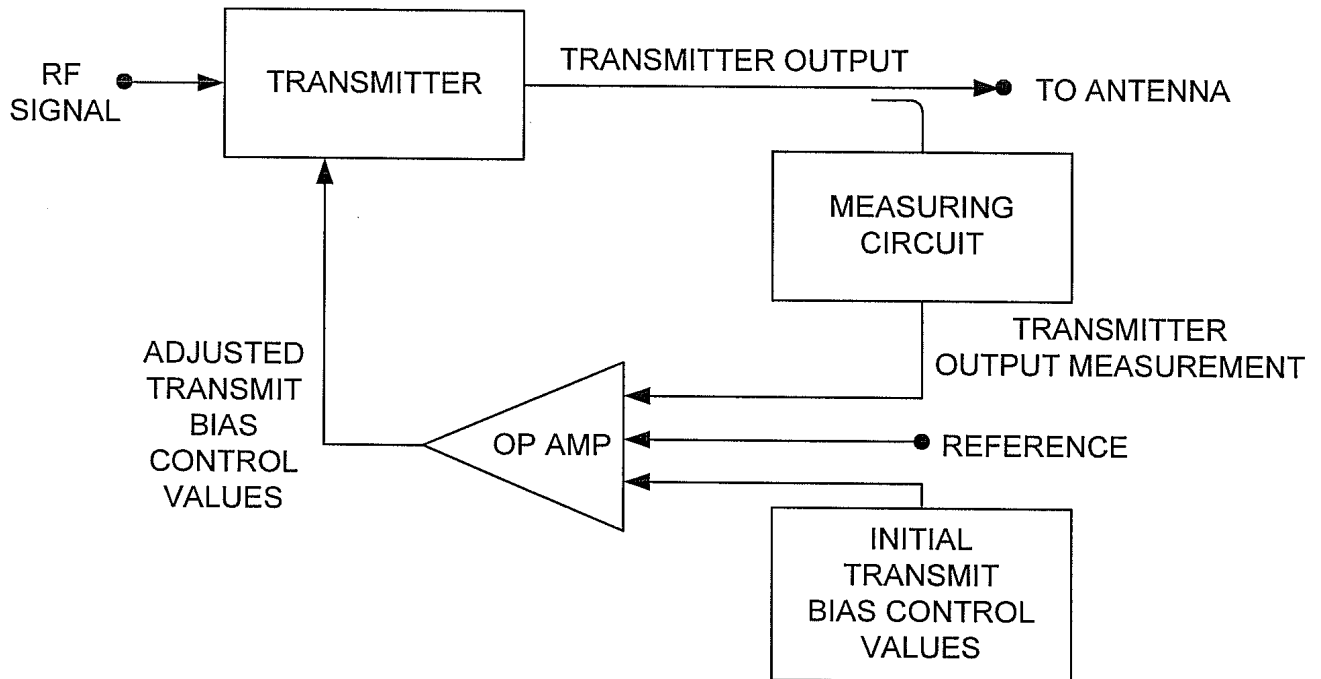 RF
SIGNAL
TRANSMITTER
TRANSMITTER OUTPUT
TO ANTENNA
MEASURING
CIRCUIT
TRANSMITTER
OUTPUT MEASUREMENT
ADJUSTED
TRANSMIT
BIAS
CONTROL
VALUES
OP AMP
REFERENCE
INITIAL
TRANSMIT
BIAS CONTROL
VALUES